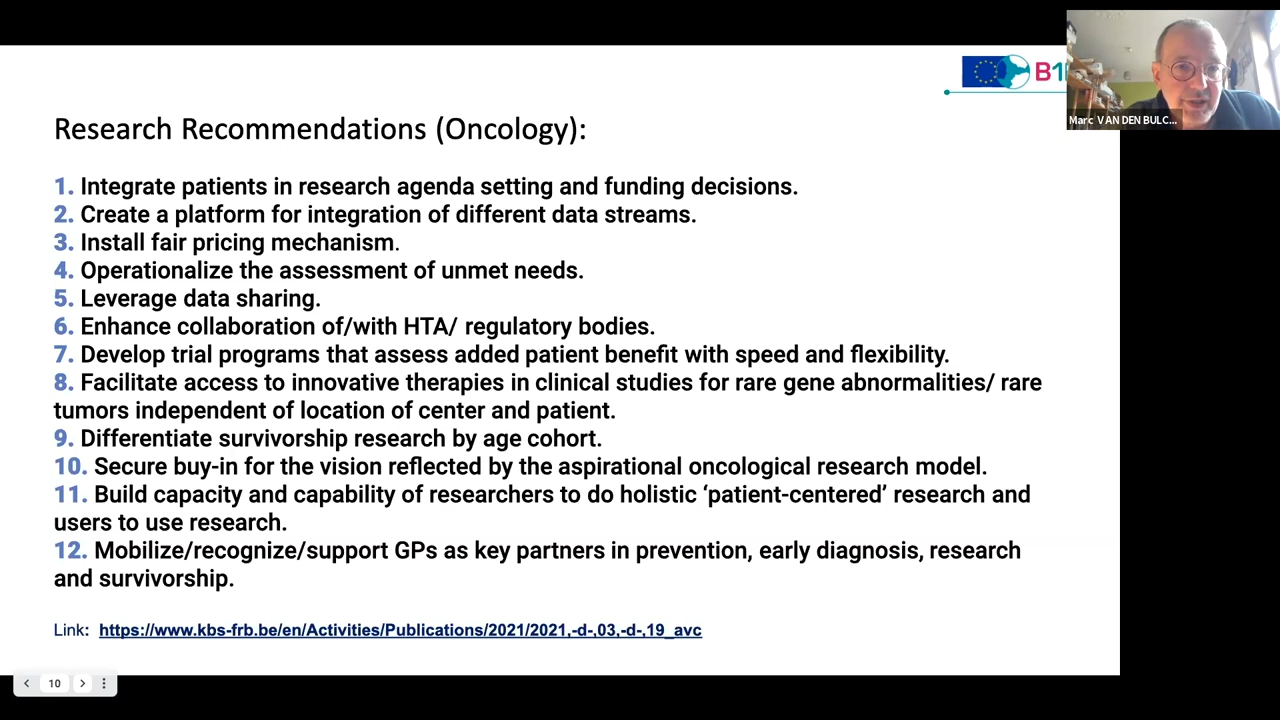 B1
Marc VAN DEN BULC...
Research Recommendations (Oncology):
1. Integrate patients in research agenda setting and funding decisions.
2. Create a platform for integration of different data streams.
3. Install fair pricing mechanism.
4. Operationalize the assessment of unmet needs.
5. Leverage data sharing.
6. Enhance collaboration of/with HTA/ regulatory bodies.
7. Develop trial programs that assess added patient benefit with speed and flexibility.
8. Facilitate access to innovative therapies in clinical studies for rare gene abnormalities/ rare
tumors independent of location of center and patient.
9. Differentiate survivorship research by age cohort.
10. Secure buy-in for the vision reflected by the aspirational oncological research model.
11. Build capacity and capability of researchers to do holistic ‘patient-centered’ research and
users to use research.
12. Mobilize/recognize/support GPs as key partners in prevention, early diagnosis, research
and survivorship.
Link: https://www.kbs-frb.be/en/Activities/Publications/2021/2021,-d-,03,-d-,19_avc
10